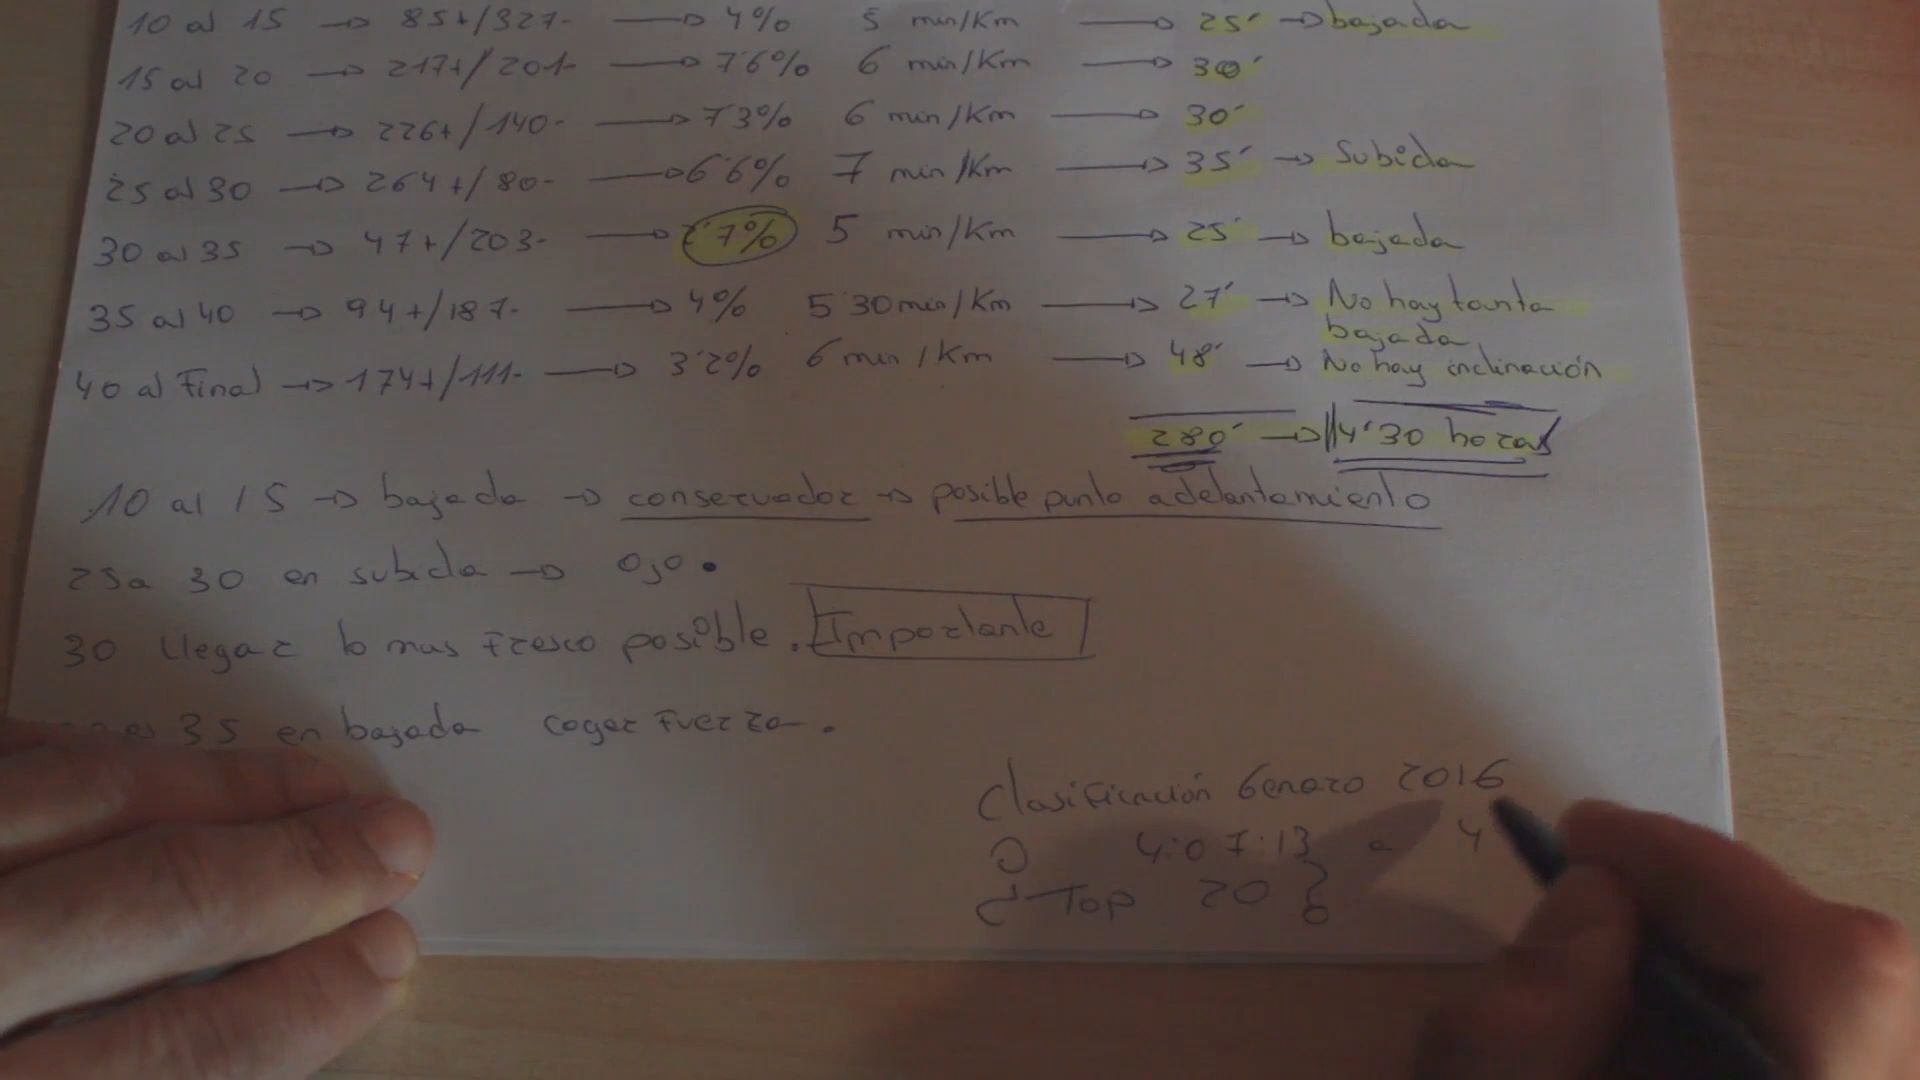 10 al 15 → 85+/327- → 4% 5 min/Km → 25' → bajada
15 al 20 → 217+/201- → 7'6% 6 min/Km → 30'
20 al 25 → 226+/140- → 7'3% 6 min/Km → 30'
25 al 30 → 264+/80- → 6'6% 7 min/Km → 35' → Subida
30 al 35 → 47+/203- → 2'7% 5 min/Km → 25' → bajada
35 al 40 → 94+/187- → 4% 5'30 min/Km → 27' → No hay tanta
bajada
40 al Final → 174+/111- → 3'2% 6 min/Km → 48' → No hay inclinación
280' → 4'30 horas
10 al 15 → bajada → conservador → posible punto adelantamiento
25 a 30 en subida → Ojo.
30 llegar lo mas fresco posible. Importante
35 en bajada coger fuerza.
Clasificación Genaro 2016
4:07:13 a 4
Top 20